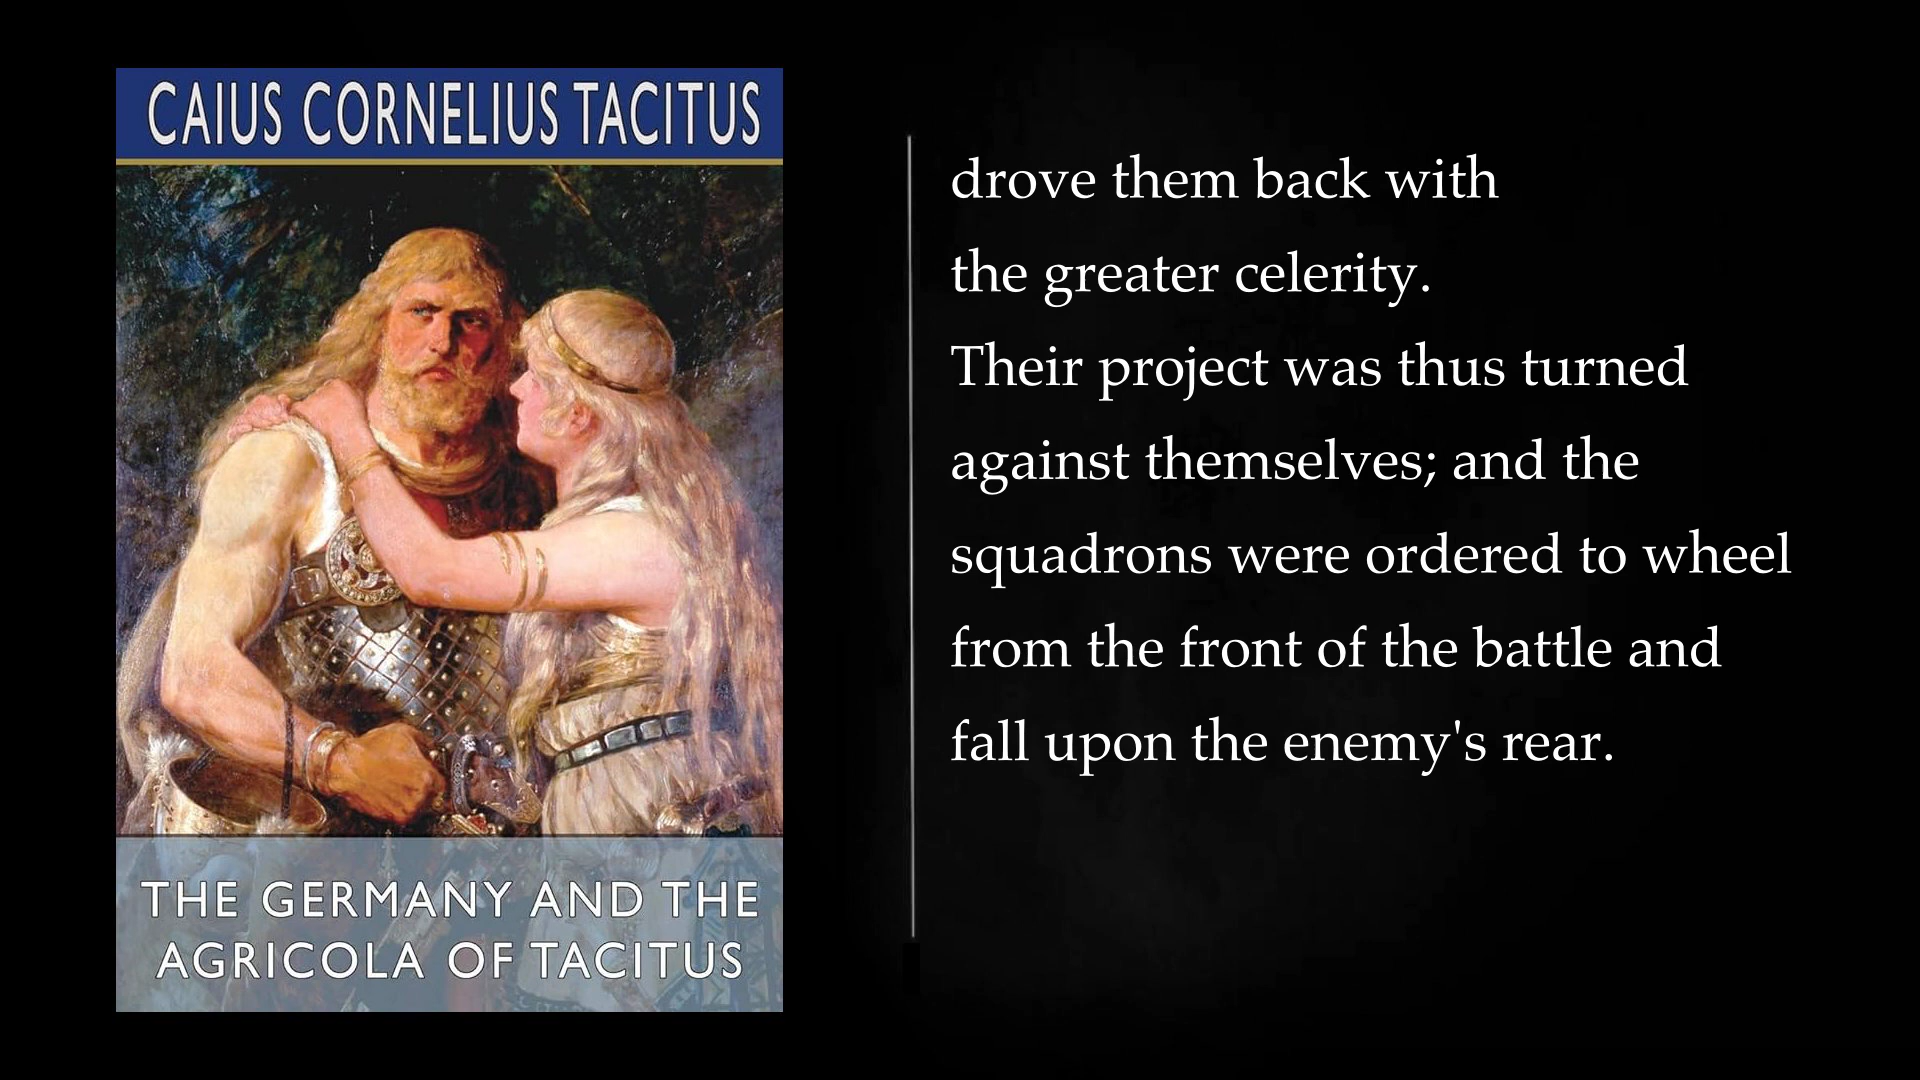 CAIUS CORNELIUS TACITUS
THE GERMANY AND THE
AGRICOLA OF TACITUS
drove them back with
the greater celerity.
Their project was thus turned
against themselves; and the
squadrons were ordered to wheel
from the front of the battle and
fall upon the enemy's rear.